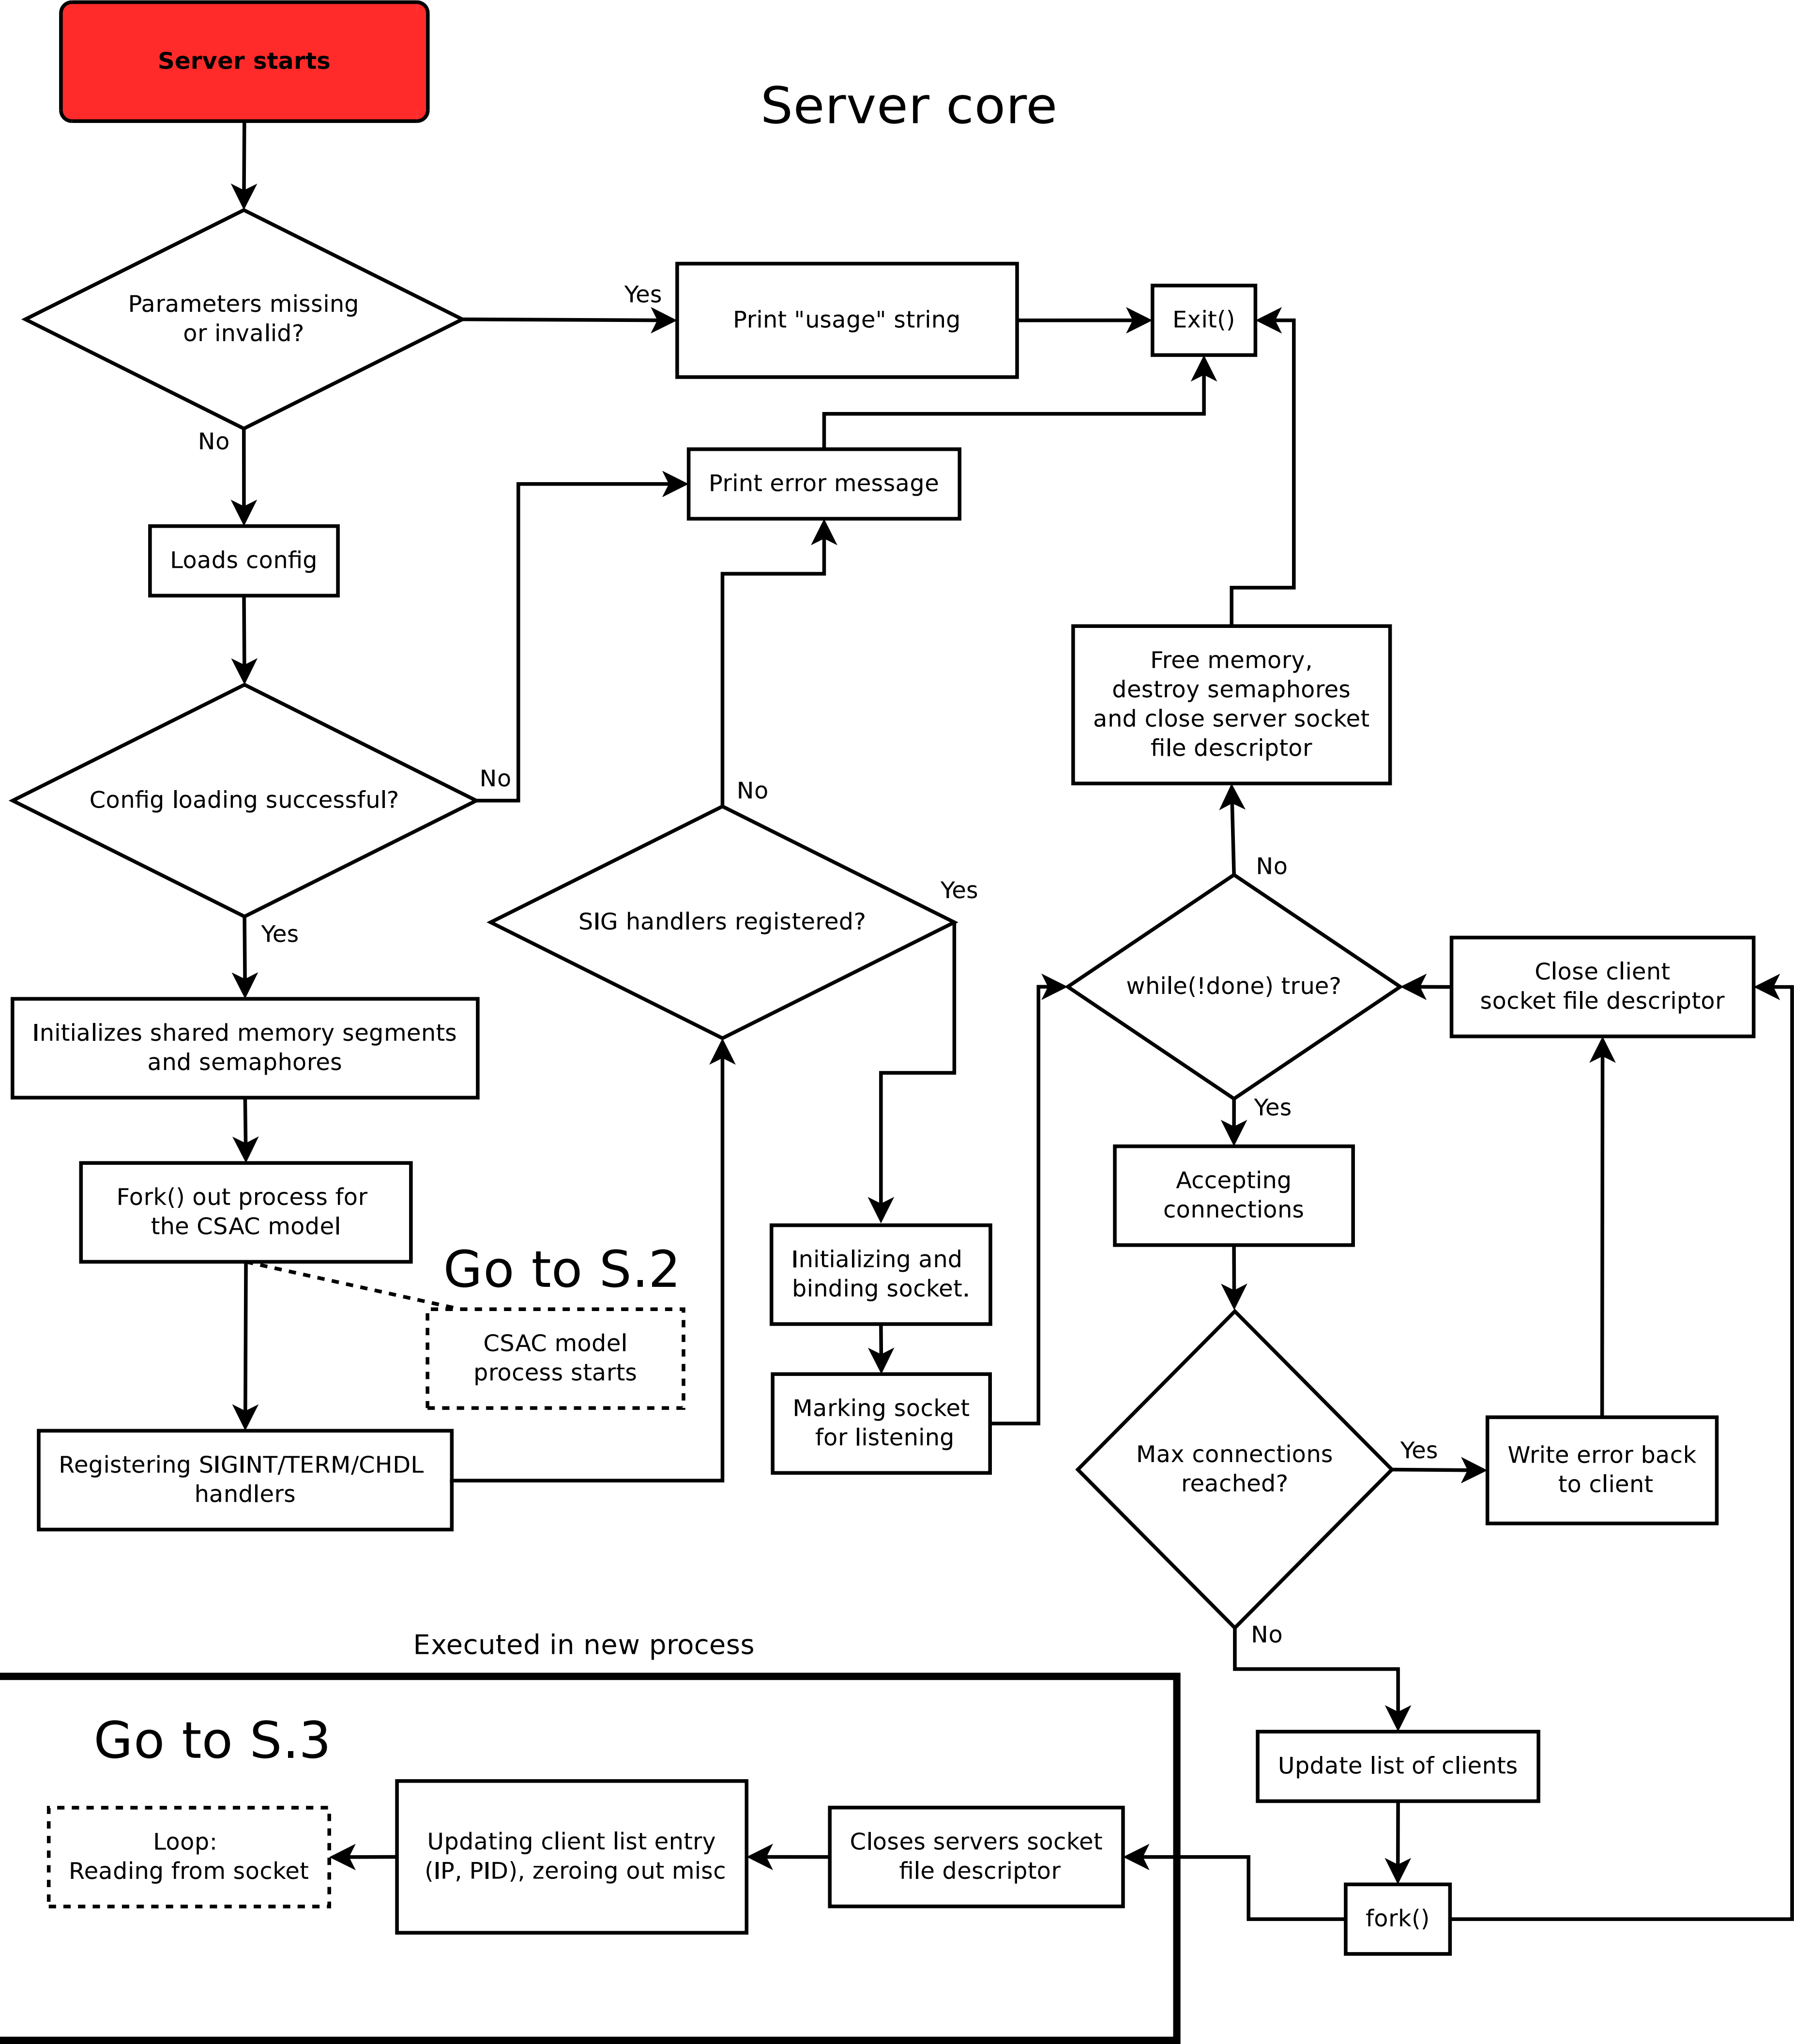 Server starts
Server core
Parameters missing
or invalid?
Yes
Print "usage" string
Exit()
No
Print error message
Loads config
Config loading successful?
No
Yes
Initializes shared memory segments
and semaphores
Fork() out process for
the CSAC model
Go to S.2
CSAC model
process starts
Registering SIGINT/TERM/CHDL
handlers
No
SIG handlers registered?
Yes
Initializing and
binding socket.
Marking socket
for listening
Free memory,
destroy semaphores
and close server socket
file descriptor
No
while(!done) true?
Close client
socket file descriptor
Yes
Accepting
connections
Max connections
reached?
Yes
Write error back
to client
No
Update list of clients
fork()
Executed in new process
Go to S.3
Loop:
Reading from socket
Updating client list entry
(IP, PID), zeroing out misc
Closes servers socket
file descriptor